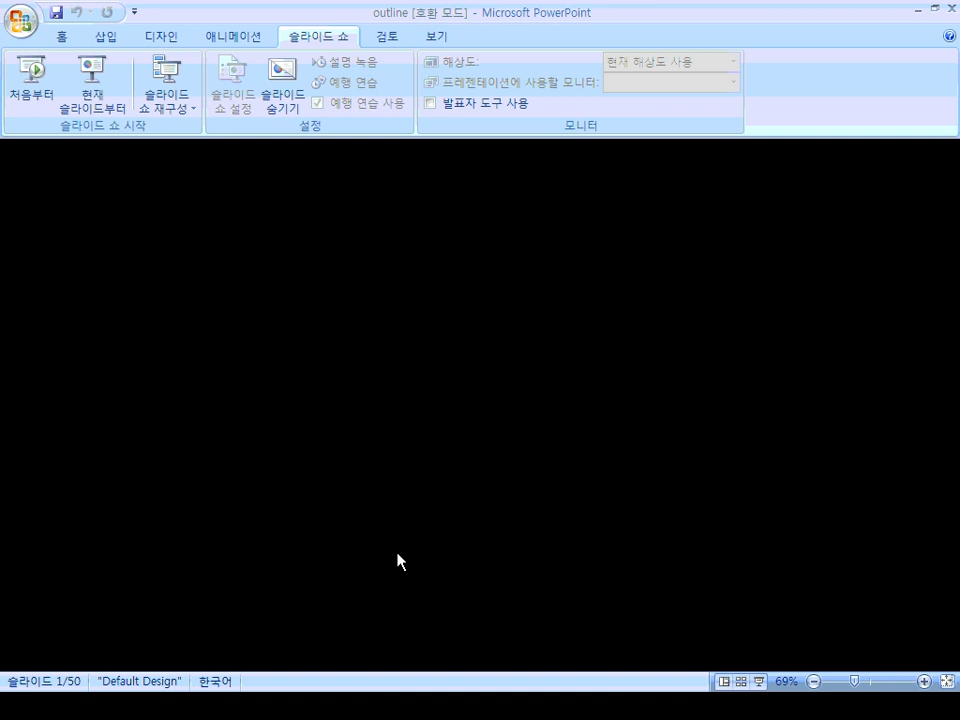 outline [호환 모드] - Microsoft PowerPoint
홈 삽입 디자인 애니메이션 슬라이드 쇼 검토 보기
처음부터
현재
슬라이드부터
슬라이드
쇼 재구성
슬라이드 쇼 시작
슬라이드
쇼 설정
슬라이드
숨기기
설명 녹음
예행 연습
예행 연습 사용
설정
해상도: 현재 해상도 사용
프레젠테이션에 사용할 모니터:
발표자 도구 사용
모니터
슬라이드 1/50 "Default Design" 한국어 69%